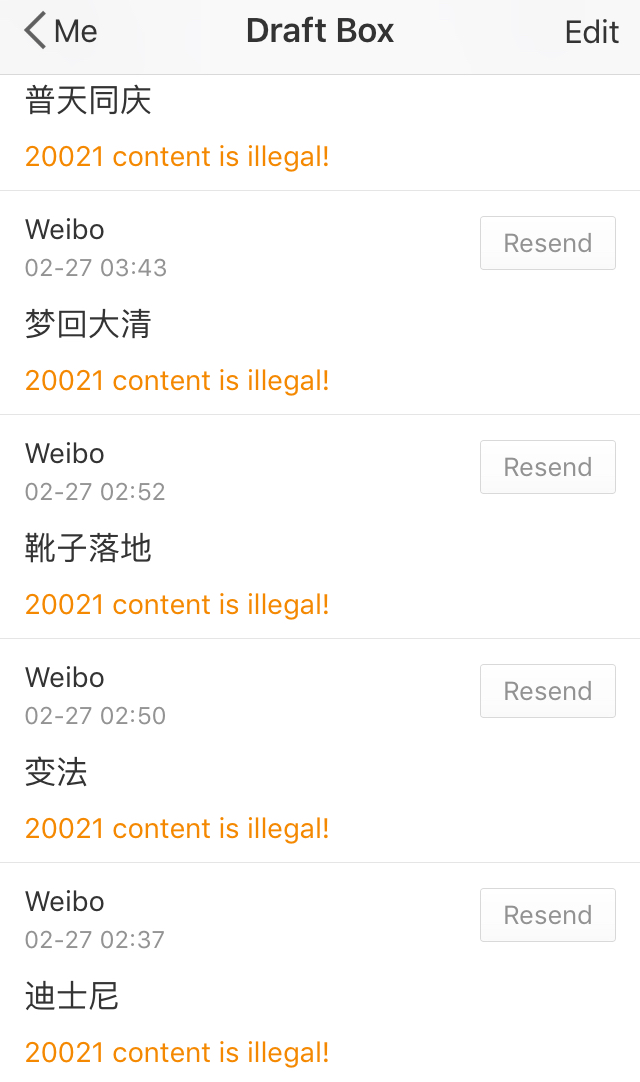 Me
Draft Box
Edit
普天同庆
20021 content is illegal!
Weibo
Resend
02-27 03:43
梦回大清
20021 content is illegal!
Weibo
Resend
02-27 02:52
靴子落地
20021 content is illegal!
Weibo
Resend
02-27 02:50
变法
20021 content is illegal!
Weibo
Resend
02-27 02:37
迪士尼
20021 content is illegal!